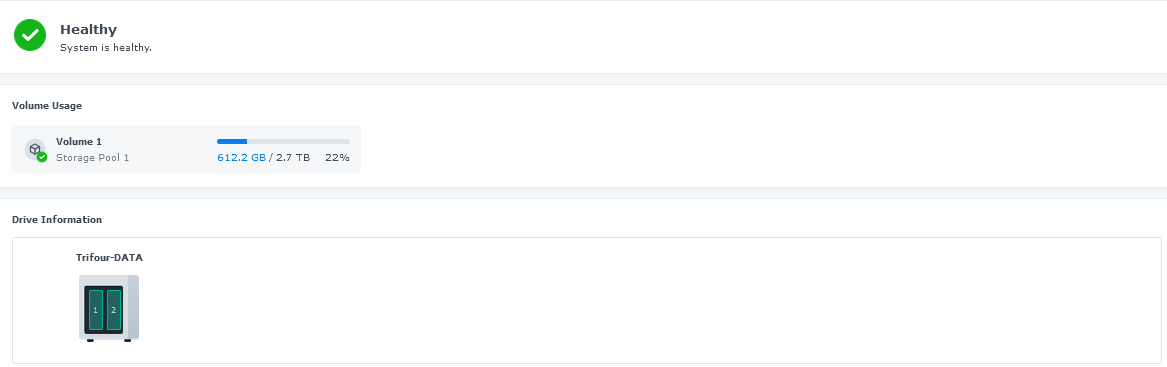 Healthy
System is healthy.
Volume Usage
Volume 1
Storage Pool 1
612.2 GB / 2.7 TB 22%
Drive Information
Trifour-DATA
1 2